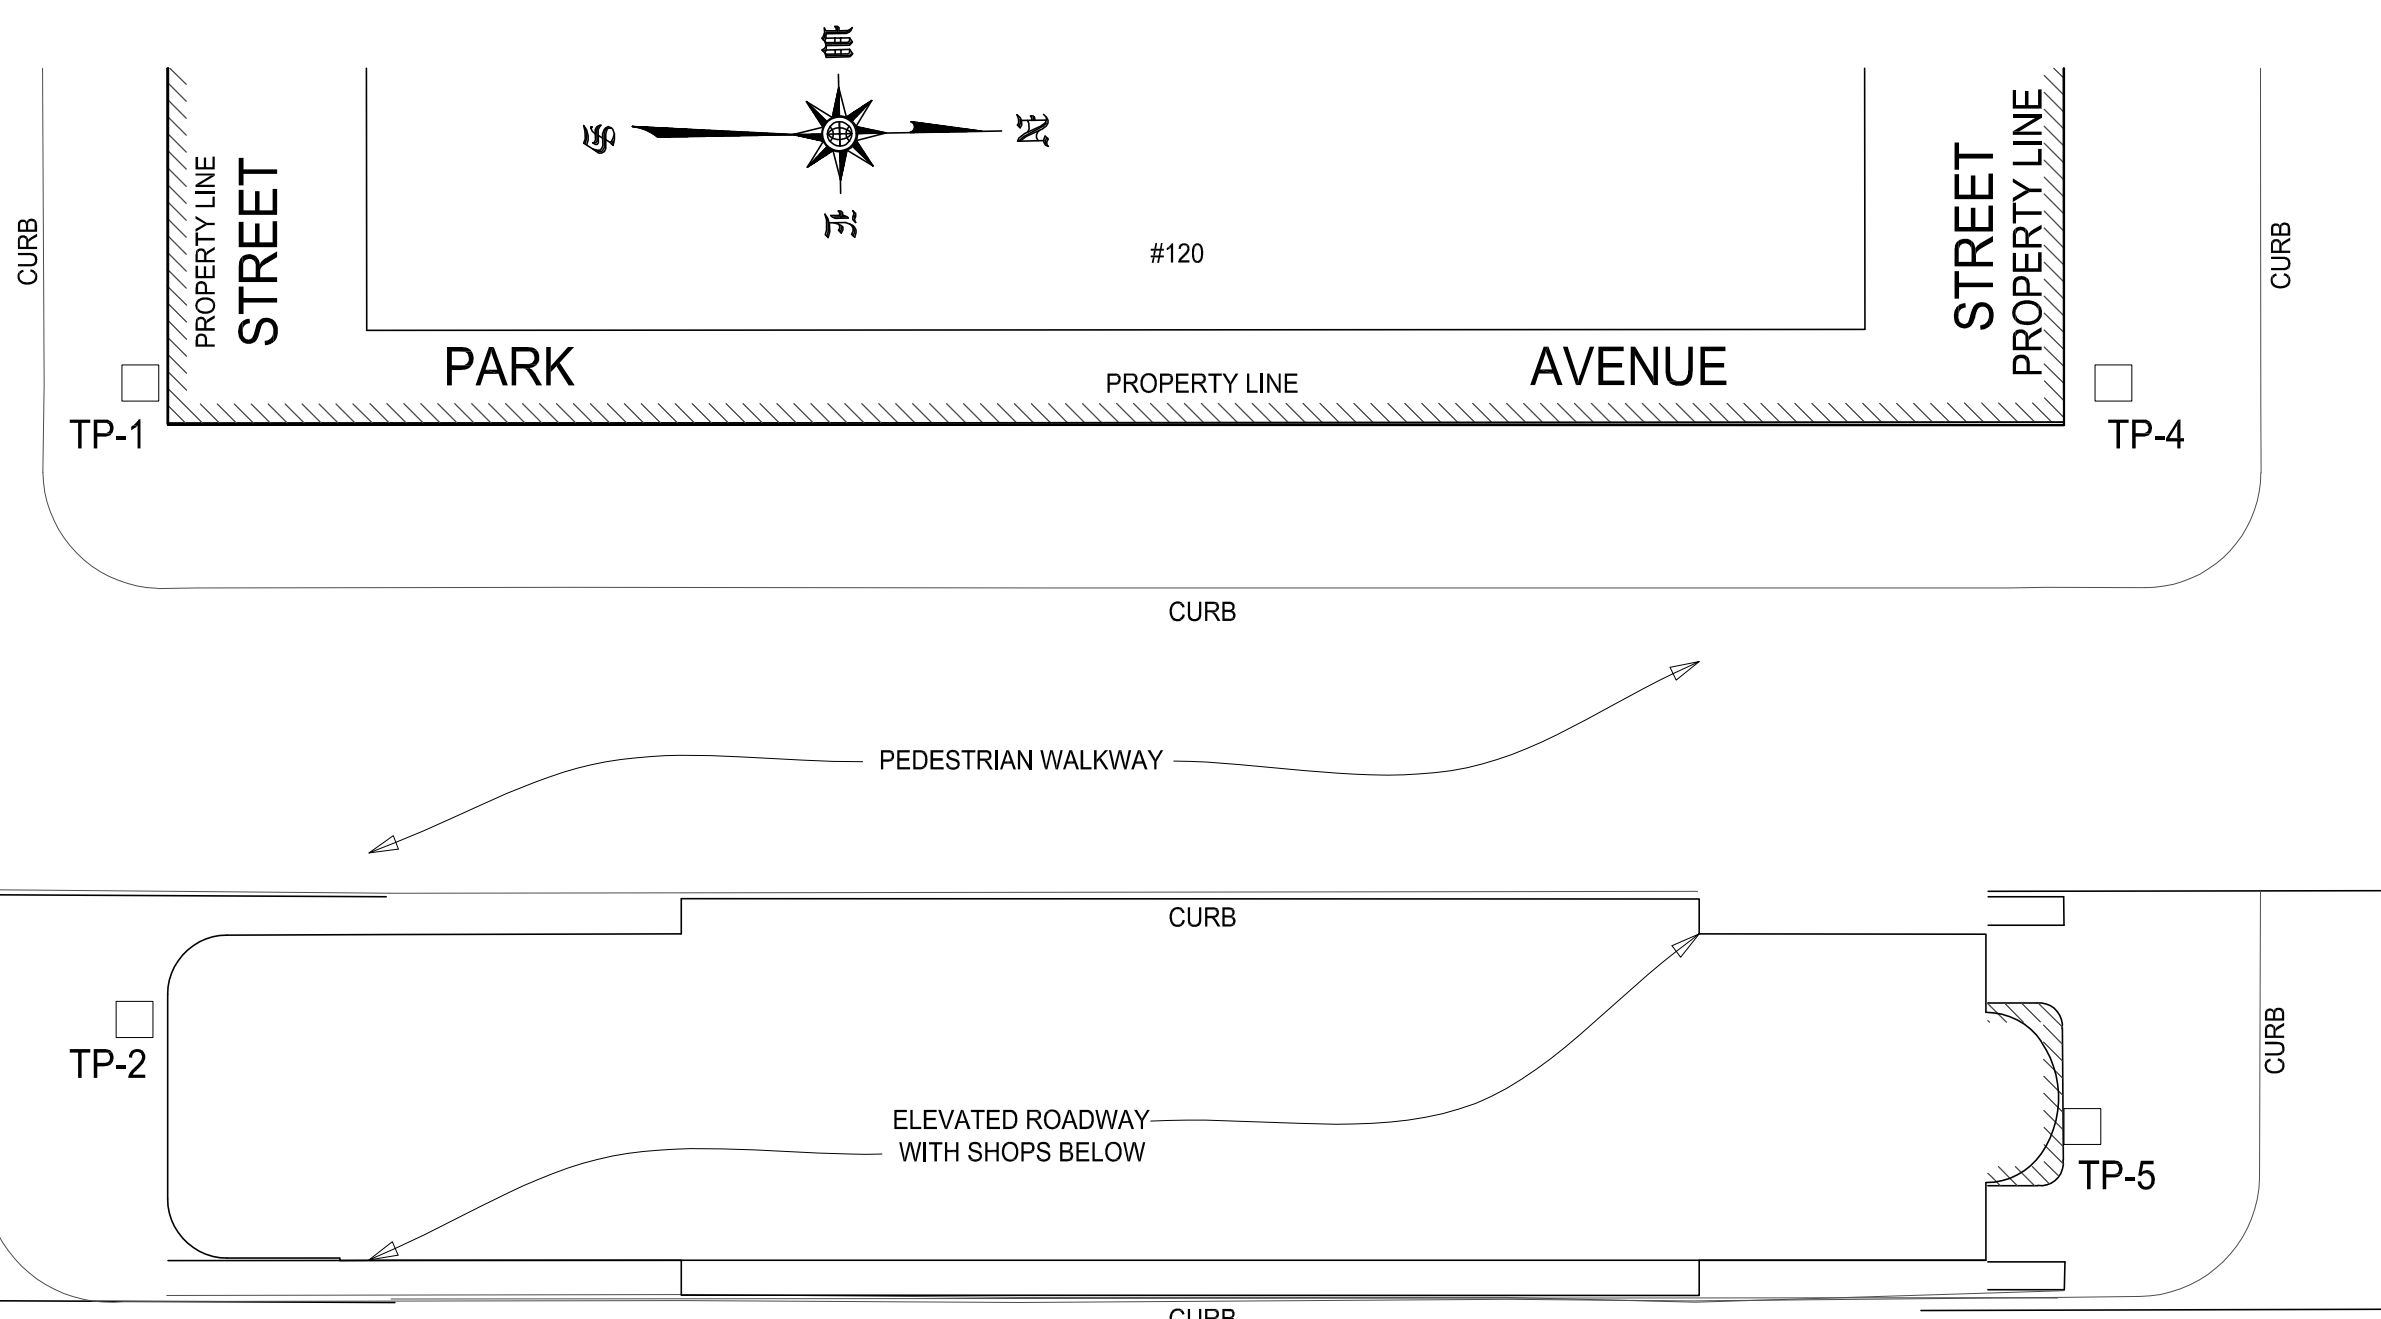 W
S
N
E
CURB
PROPERTY LINE
STREET
#120
STREET
PROPERTY LINE
CURB
PARK
AVENUE
PROPERTY LINE
TP-1
TP-4
CURB
PEDESTRIAN WALKWAY
CURB
TP-2
CURB
ELEVATED ROADWAY
WITH SHOPS BELOW
TP-5
CURB